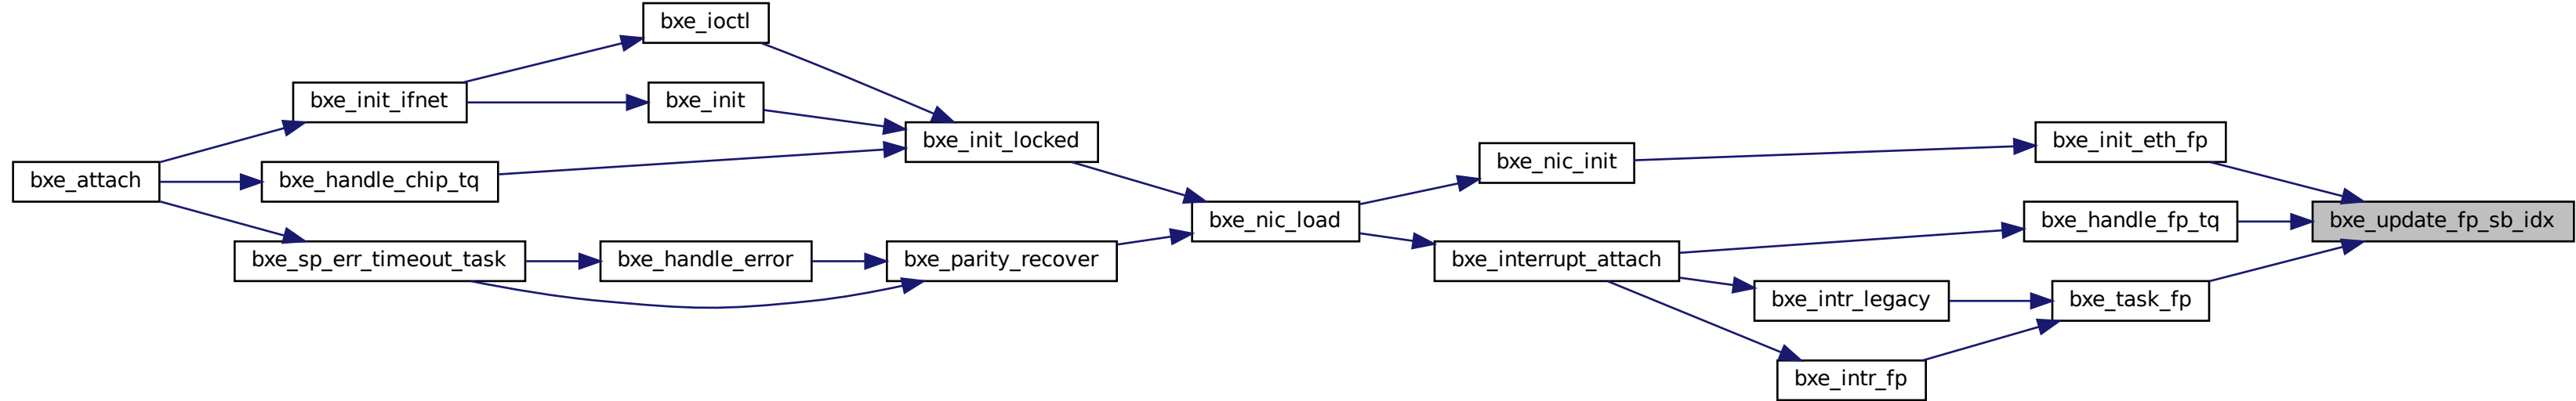 bxe_ioctl
bxe_init_ifnet
bxe_init
bxe_init_locked
bxe_attach
bxe_handle_chip_tq
bxe_nic_init
bxe_init_eth_fp
bxe_nic_load
bxe_handle_fp_tq
bxe_update_fp_sb_idx
bxe_sp_err_timeout_task
bxe_handle_error
bxe_parity_recover
bxe_interrupt_attach
bxe_intr_legacy
bxe_task_fp
bxe_intr_fp